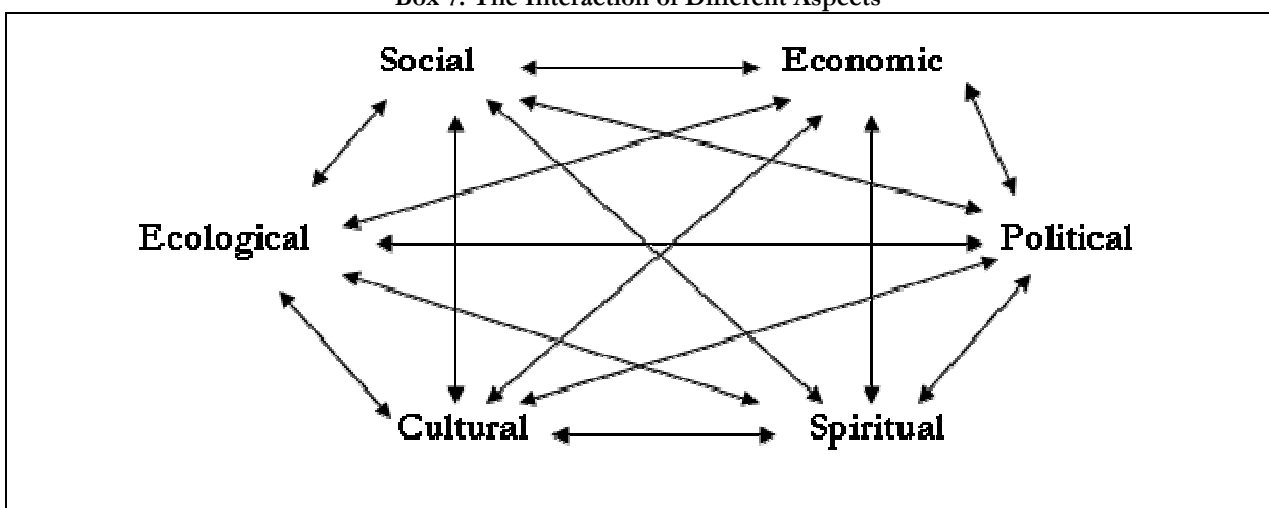 Box 7: The Interaction of Different Aspects
Social Economic
Ecological Political
Cultural Spiritual